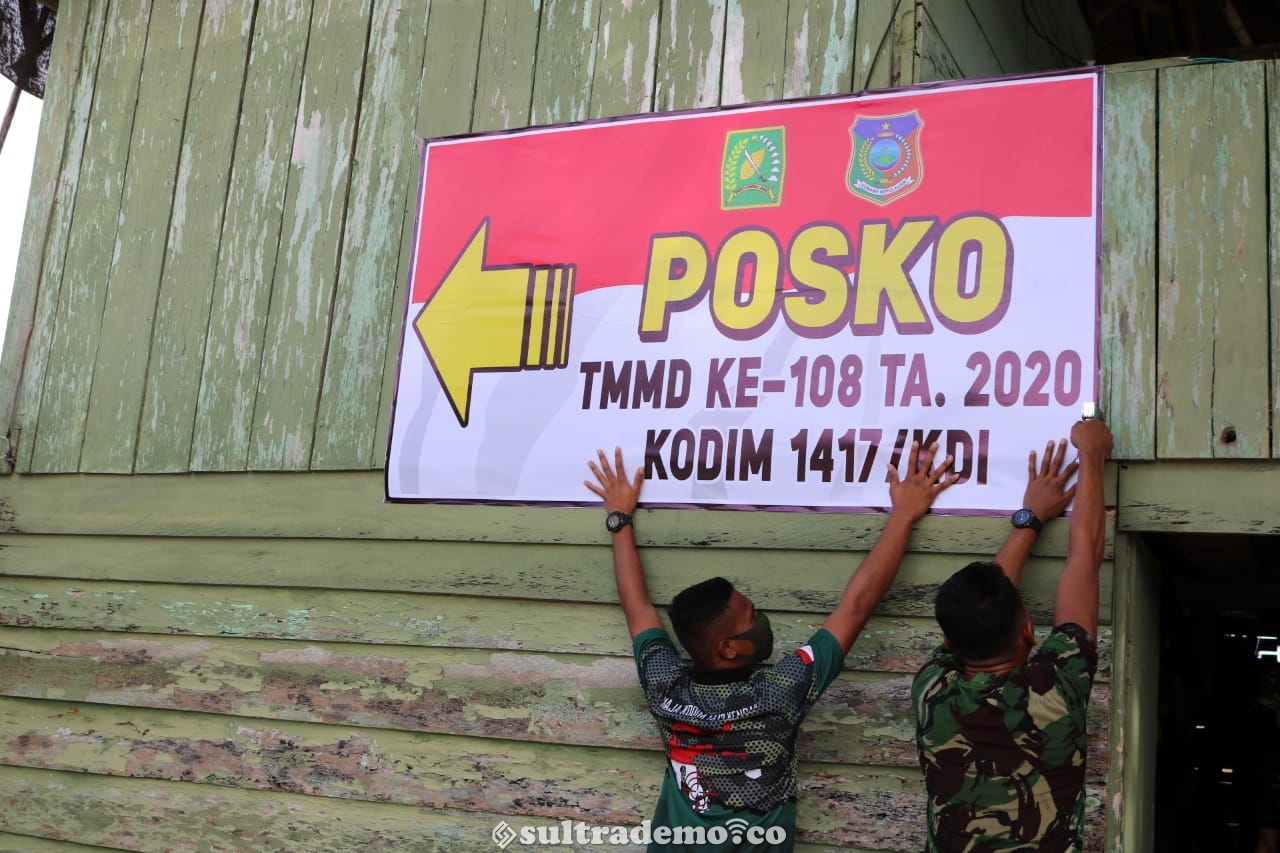 POSKO
TMMD KE-108 TA. 2020
KODIM 1417/KDI
sultrademo.co